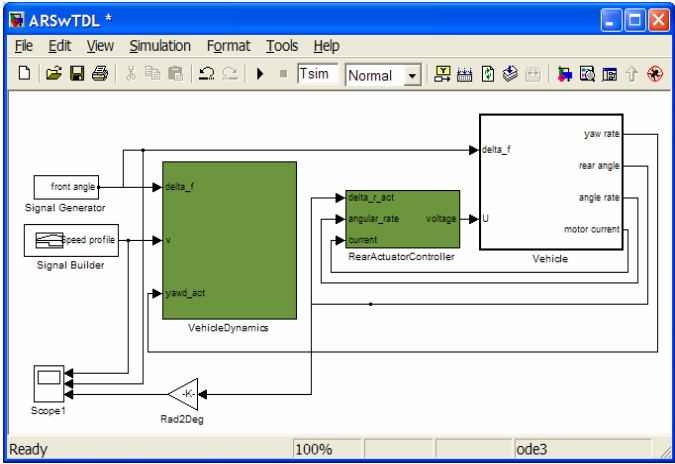 ARSwTDL *
File Edit View Simulation Format Tools Help
Tsim Normal
yaw rate
delta_f
rear angle
front angle
delta_f
delta_r_act
angle rate
Signal Generator
angular_rate voltage
U
motor current
Speed profile
v
current
RearActuatorController
Vehicle
Signal Builder
yawd_act
VehicleDynamics
-K-
Scope1
Rad2Deg
Ready 100% ode3